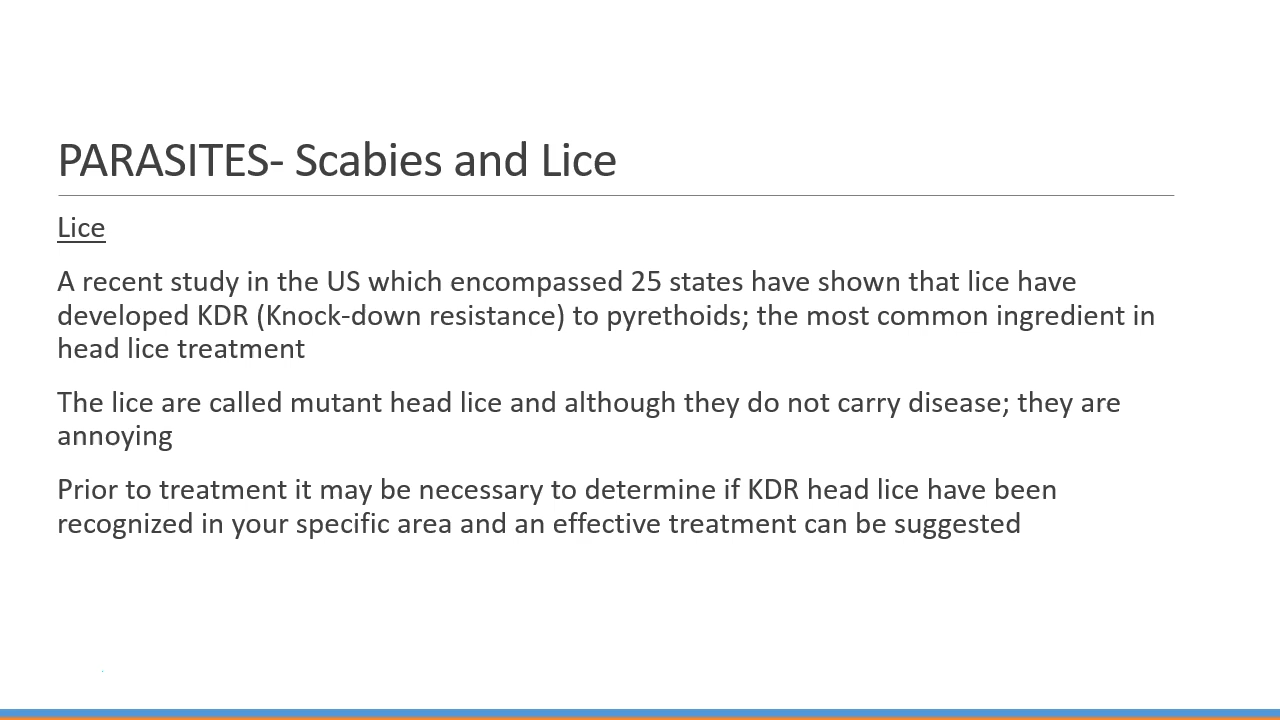 PARASITES- Scabies and Lice
Lice
A recent study in the US which encompassed 25 states have shown that lice have
developed KDR (Knock-down resistance) to pyrethoids; the most common ingredient in
head lice treatment
The lice are called mutant head lice and although they do not carry disease; they are
annoying
Prior to treatment it may be necessary to determine if KDR head lice have been
recognized in your specific area and an effective treatment can be suggested